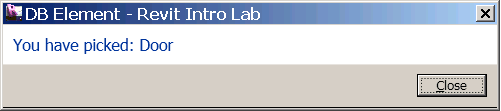 DB Element - Revit Intro Lab
You have picked: Door
Close